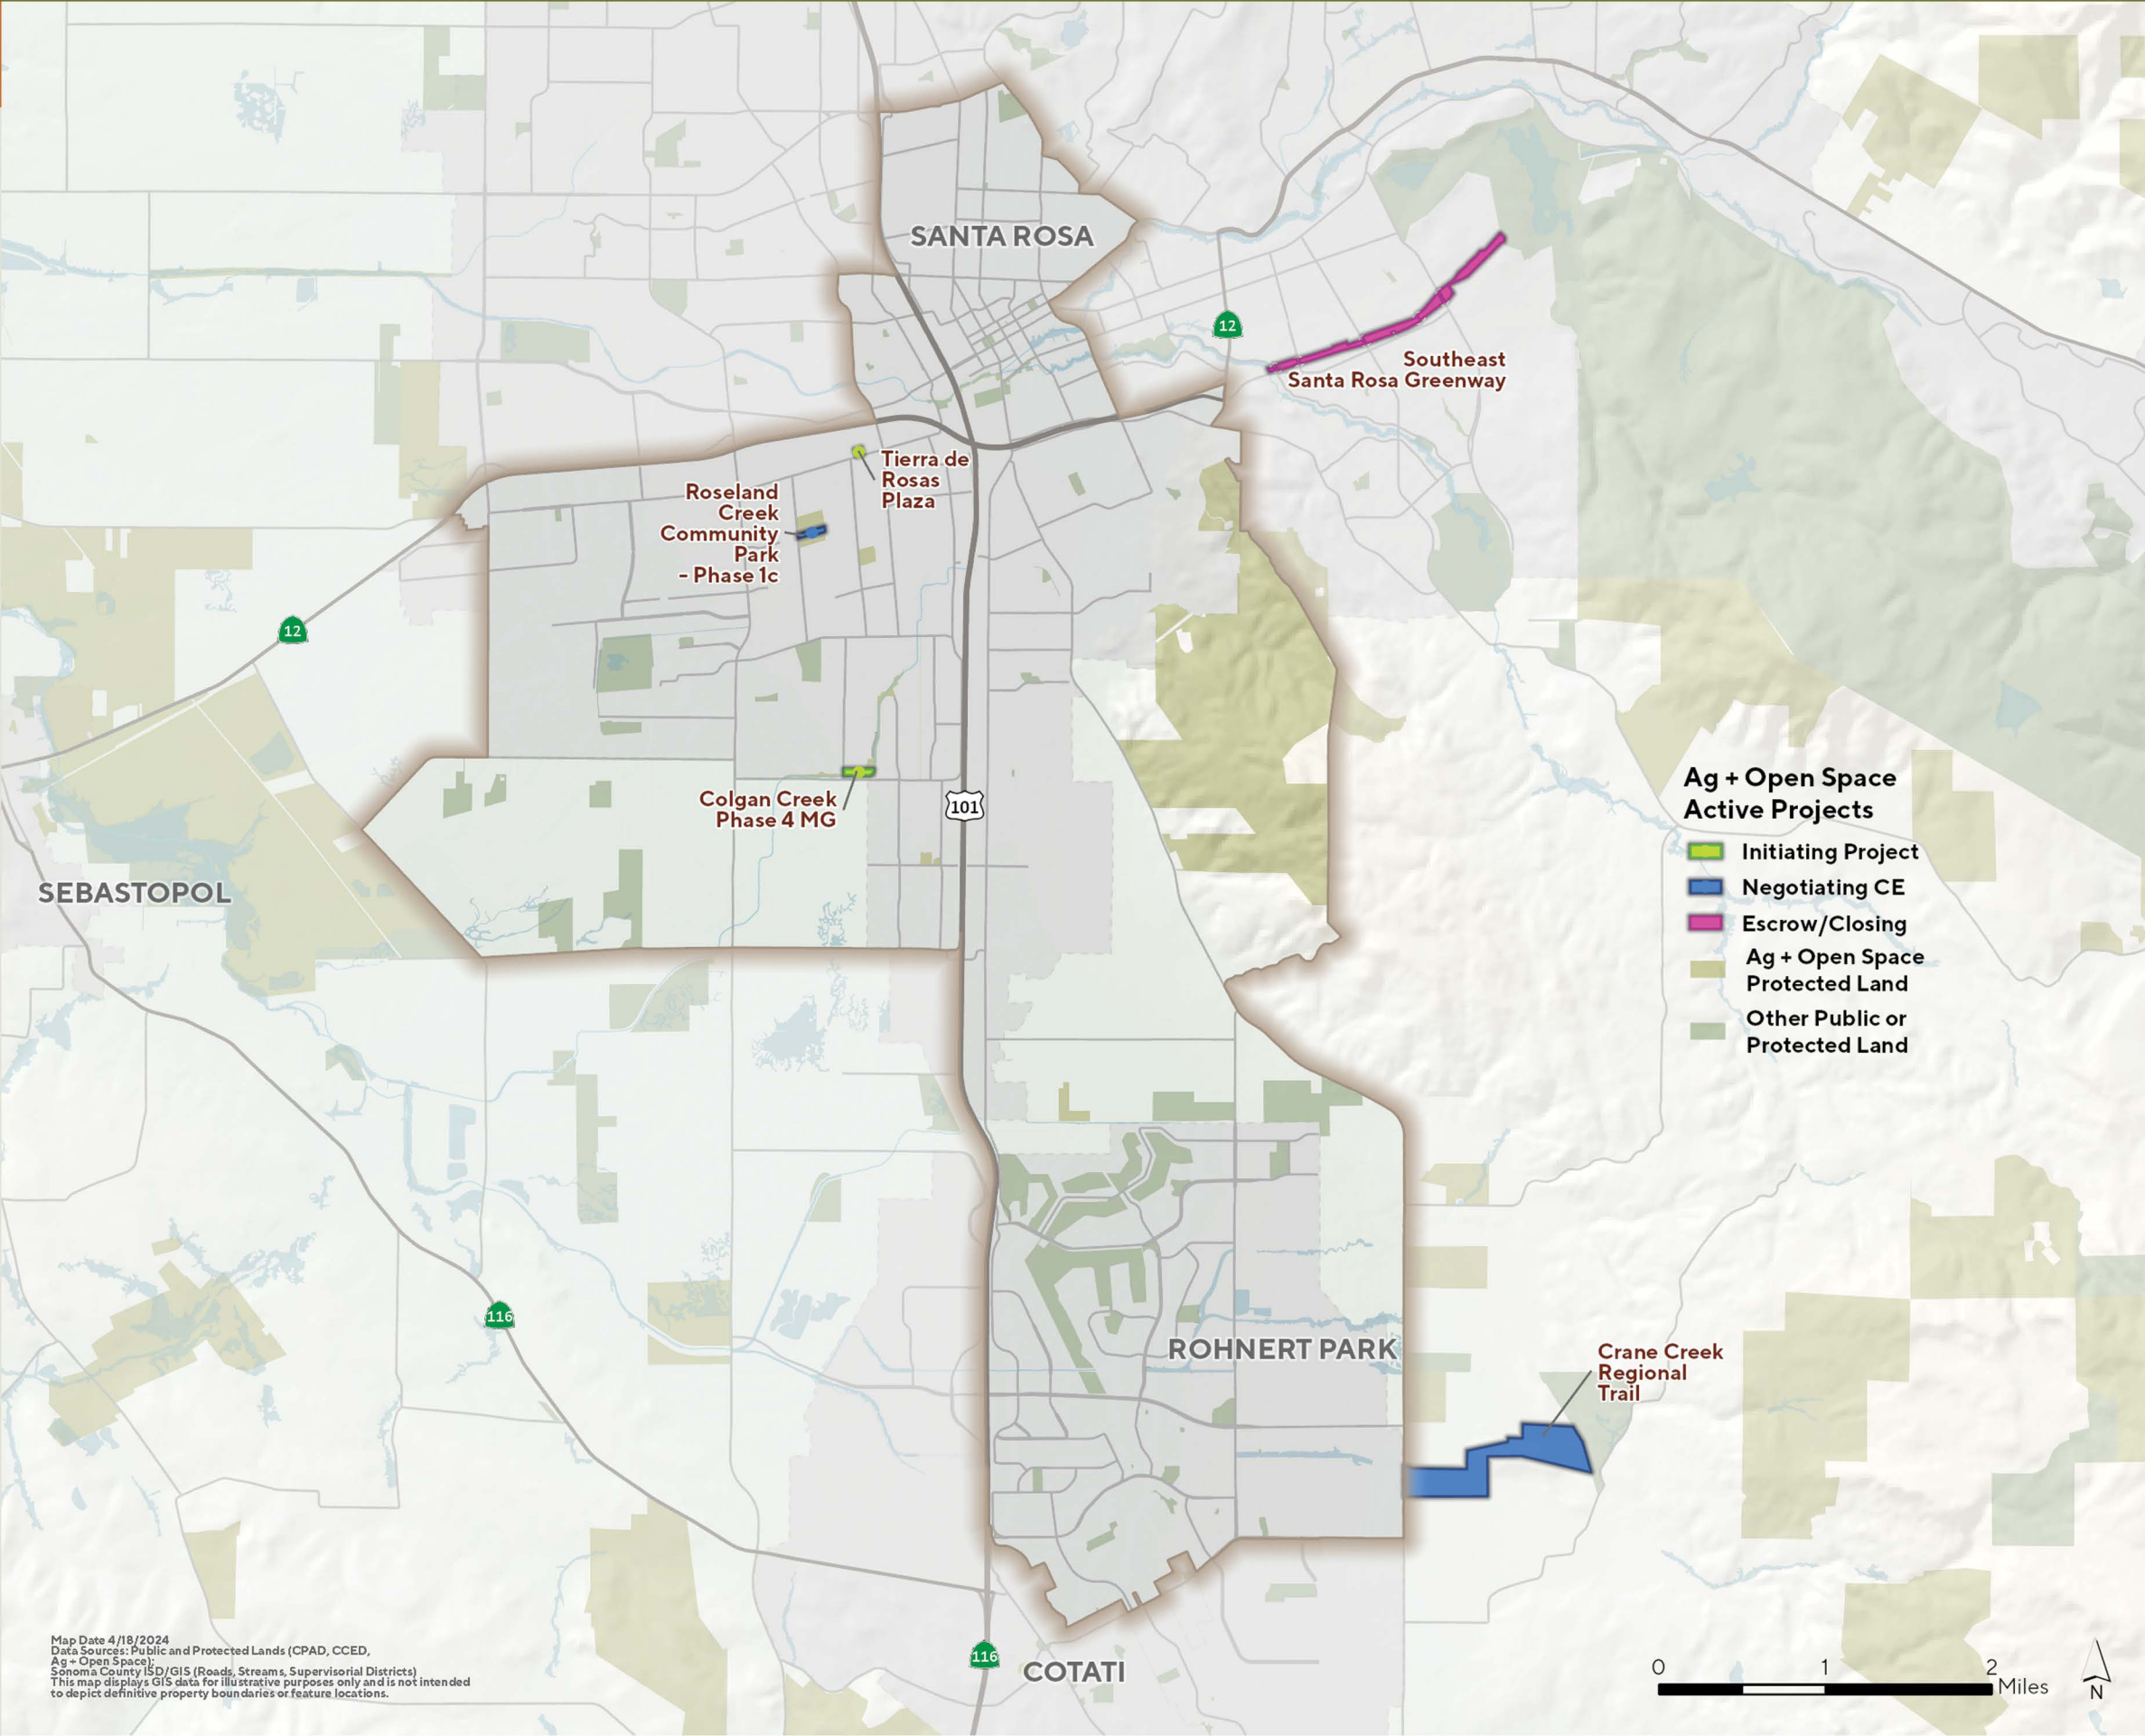 SANTA ROSA
12
Southeast
Santa Rosa Greenway
Tierra de
Rosas
Plaza
Roseland
Creek
Community
Park
- Phase 1c
12
Colgan Creek
Phase 4 MG
101
SEBASTOPOL
Ag + Open Space
Active Projects
Initiating Project
Negotiating CE
Escrow/Closing
Ag + Open Space
Protected Land
Other Public or
Protected Land
116
ROHNERT PARK
Crane Creek
Regional
Trail
116
COTATI
Map Date 4/18/2024
Data Sources: Public and Protected Lands (CPAD, CCED,
Ag + Open Space);
Sonoma County ISD/GIS (Roads, Streams, Supervisorial Districts)
This map displays GIS data for illustrative purposes only and is not intended
to depict definitive property boundaries or feature locations.
0 1 2
Miles
N